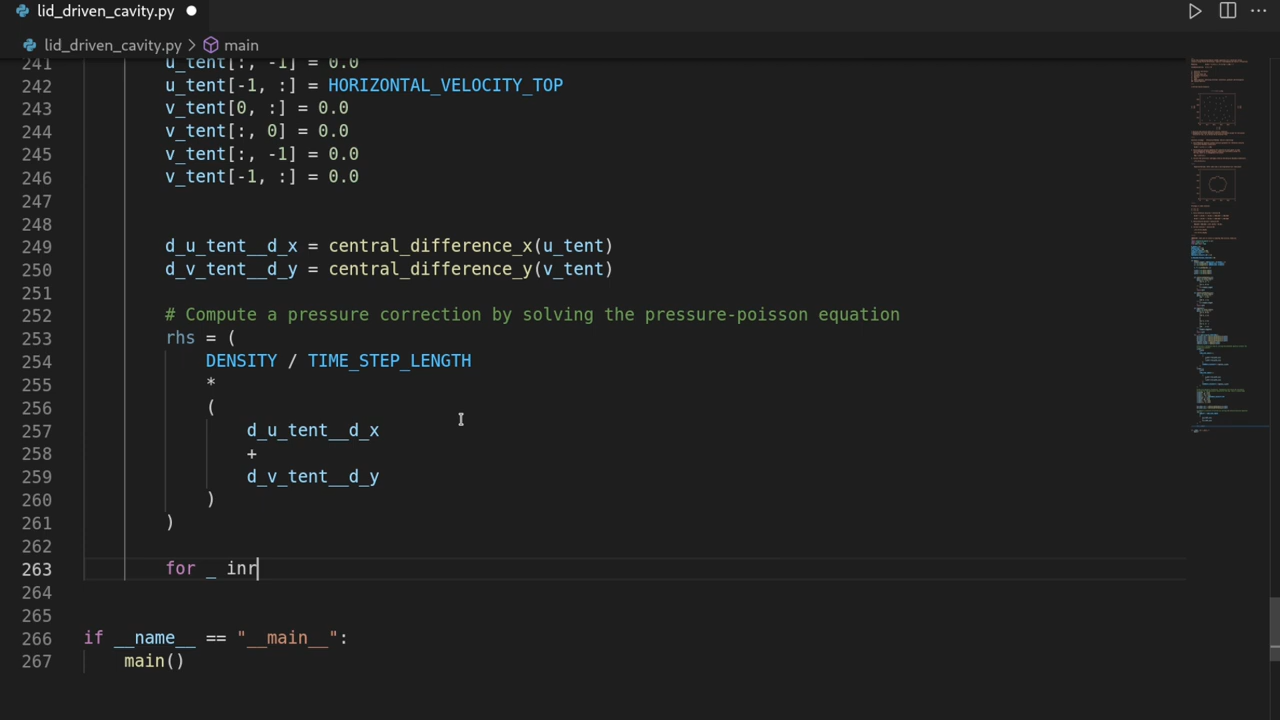 lid_driven_cavity.py
lid_driven_cavity.py > main
241 u_tent[:, -1] = 0.0
242 u_tent[-1, :] = HORIZONTAL_VELOCITY_TOP
243 v_tent[0, :] = 0.0
244 v_tent[:, 0] = 0.0
245 v_tent[:, -1] = 0.0
246 v_tent[-1, :] = 0.0
247
248
249 d_u_tent__d_x = central_difference_x(u_tent)
250 d_v_tent__d_y = central_difference_y(v_tent)
251
252 # Compute a pressure correction by solving the pressure-poisson equation
253 rhs = (
254 DENSITY / TIME_STEP_LENGTH
255 *
256 (
257 d_u_tent__d_x
258 +
259 d_v_tent__d_y
260 )
261 )
262
263 for _ inr
264
265
266 if __name__ == "__main__":
267 main()